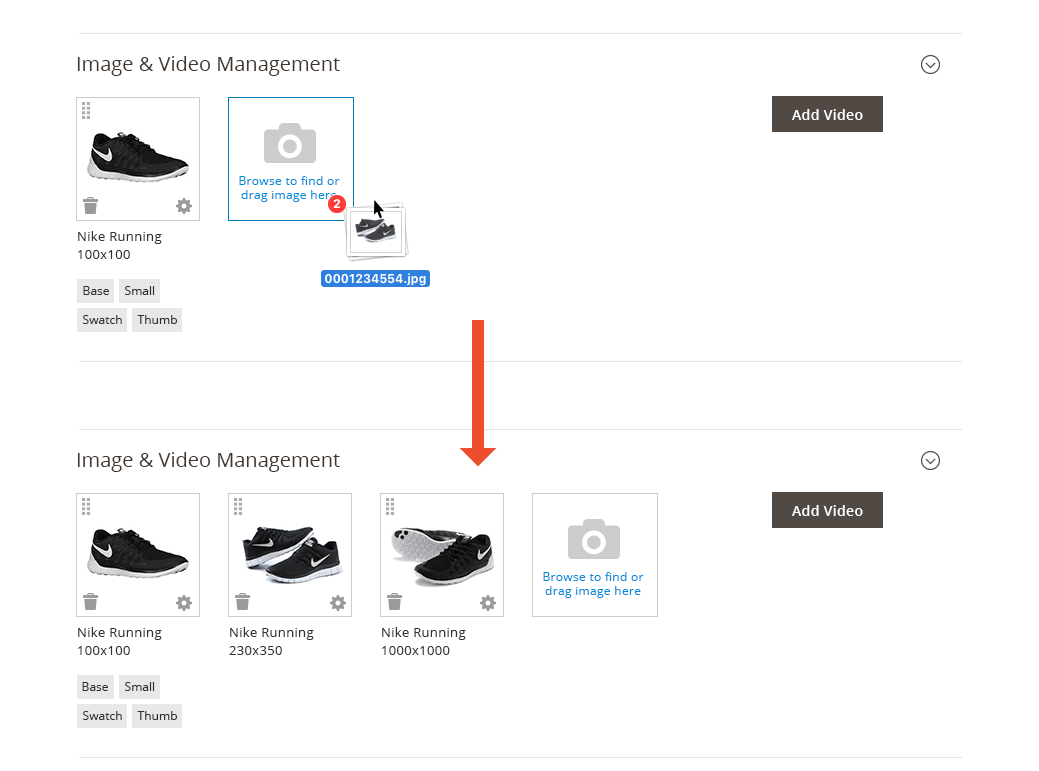 Image & Video Management
Add Video
Browse to find or
drag image here
2
0001234554.jpg
Nike Running
100x100
Base Small
Swatch Thumb
Image & Video Management
Add Video
Browse to find or
drag image here
Nike Running Nike Running Nike Running
100x100 230x350 1000x1000
Base Small
Swatch Thumb